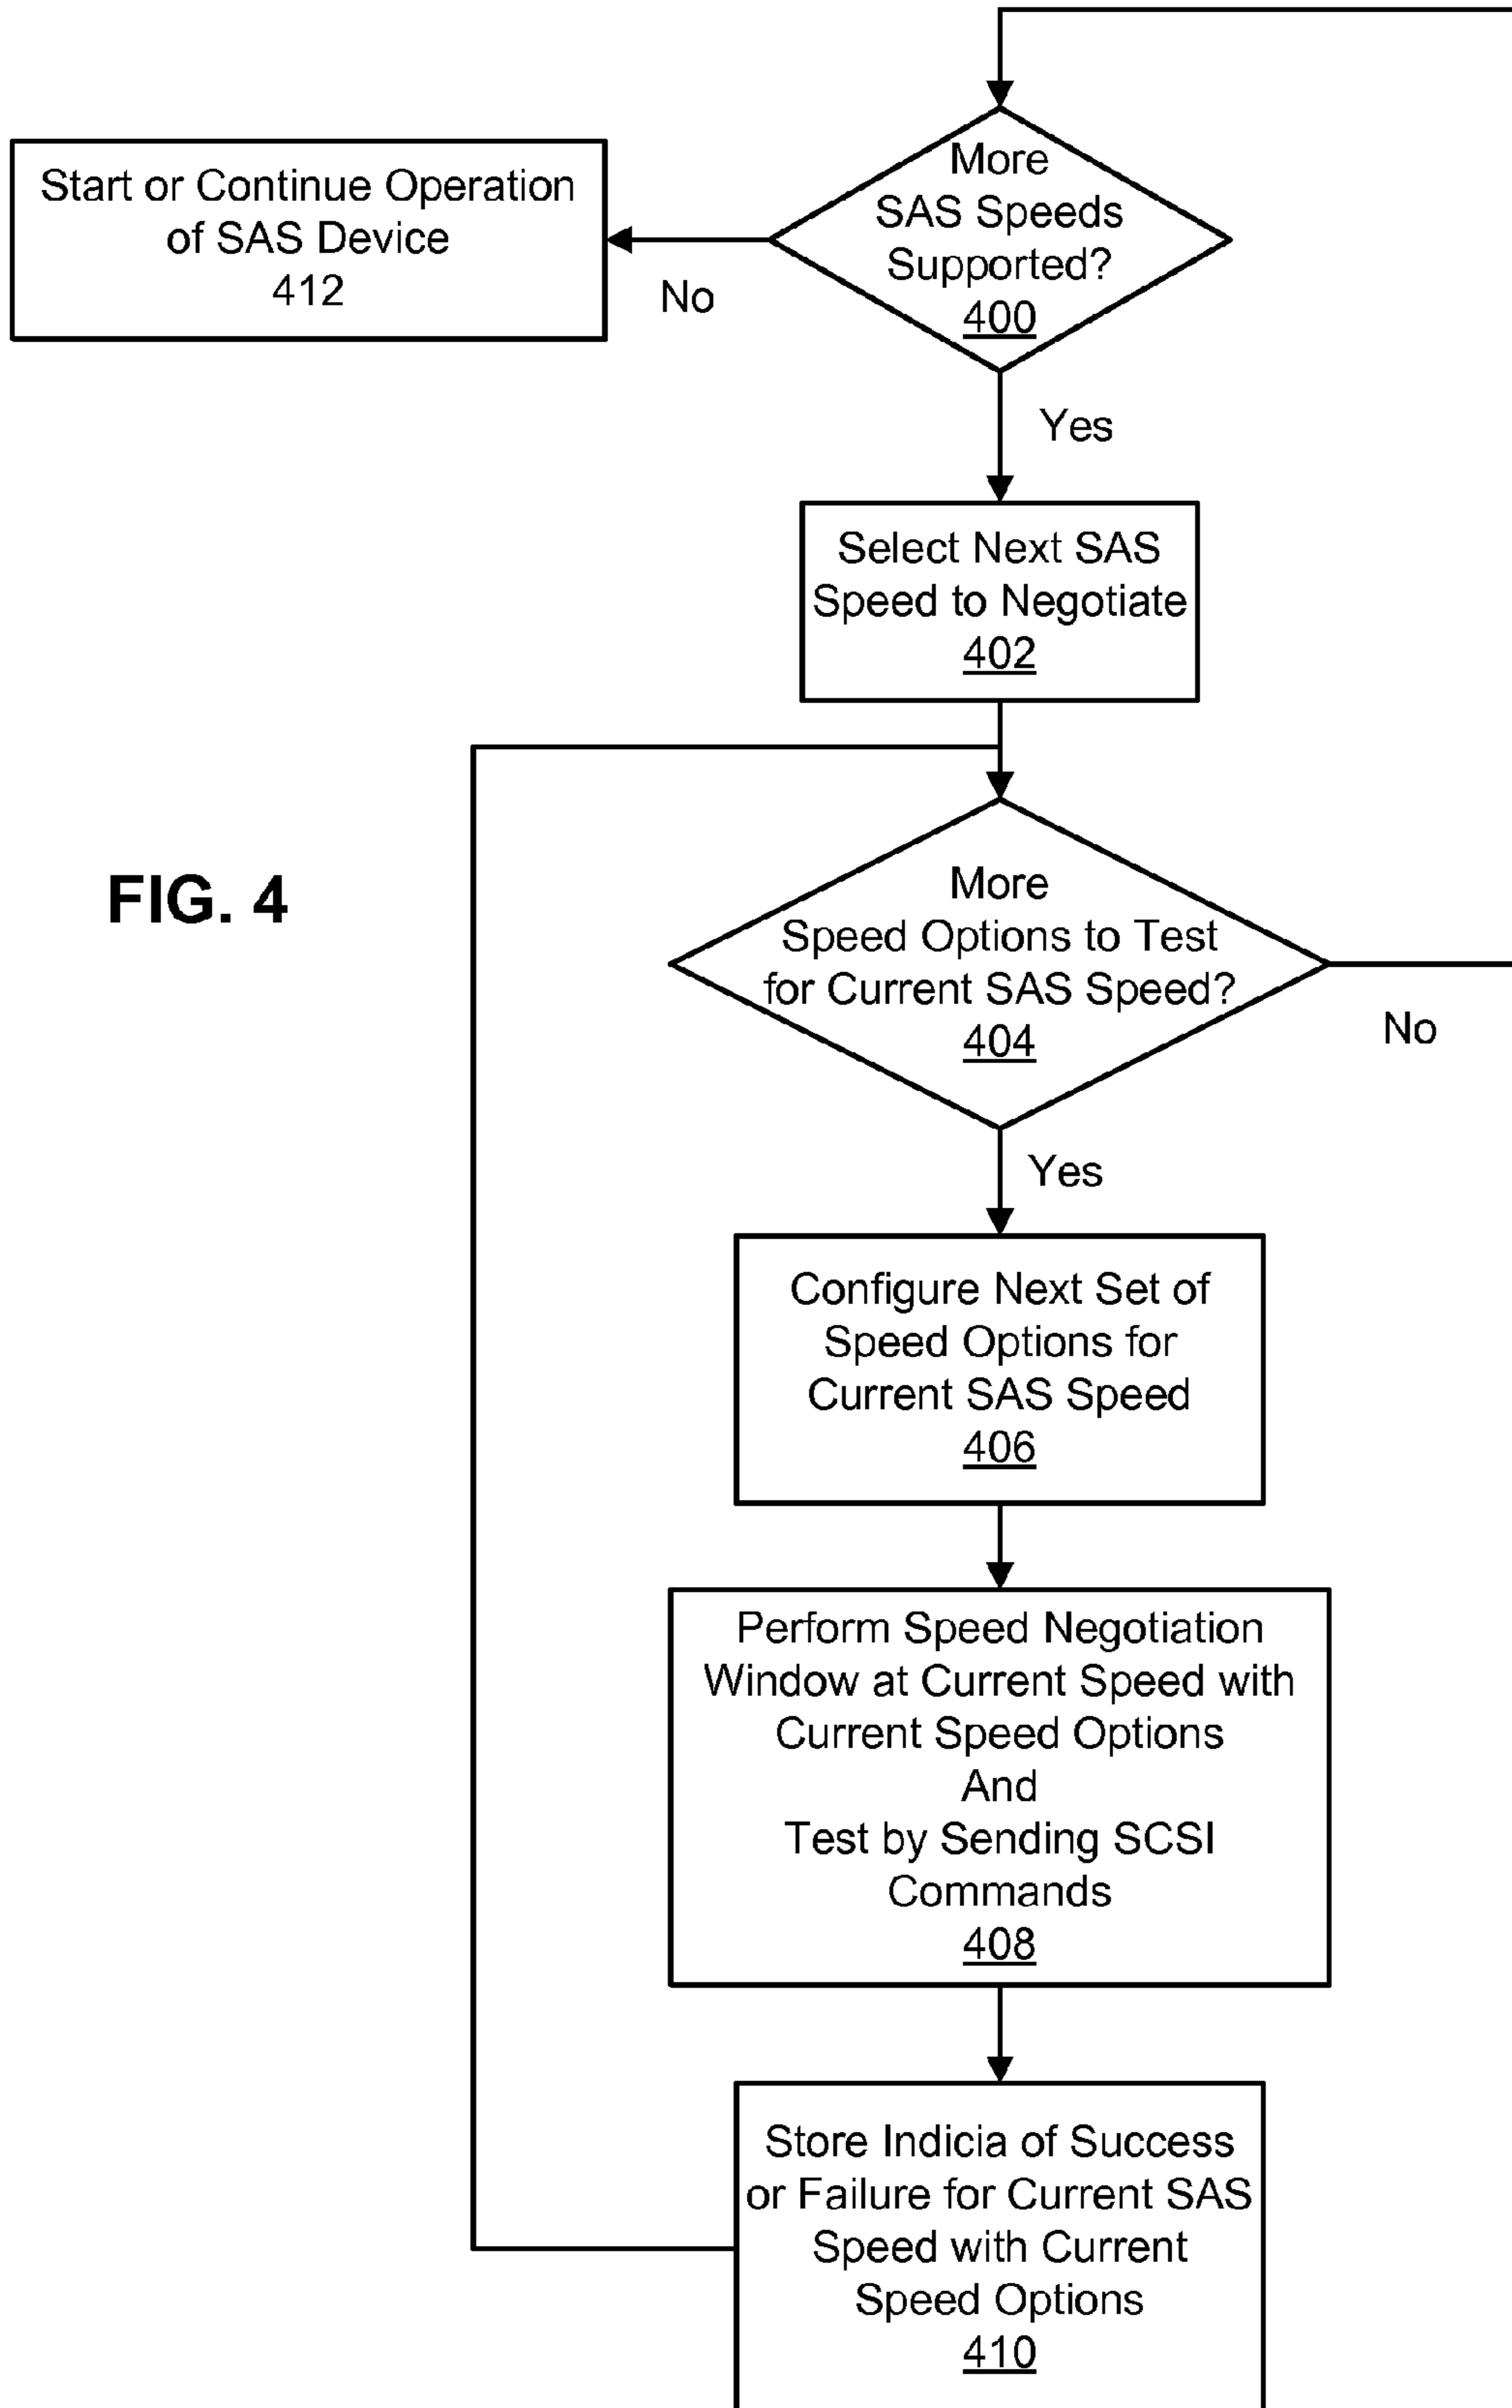 More
SAS Speeds
Supported?
400
Start or Continue Operation
of SAS Device
412
No
Yes
Select Next SAS
Speed to Negotiate
402
FIG. 4
More
Speed Options to Test
for Current SAS Speed?
404
No
Yes
Configure Next Set of
Speed Options for
Current SAS Speed
406
Perform Speed Negotiation
Window at Current Speed with
Current Speed Options
And
Test by Sending SCSI
Commands
408
Store Indicia of Success
or Failure for Current SAS
Speed with Current
Speed Options
410